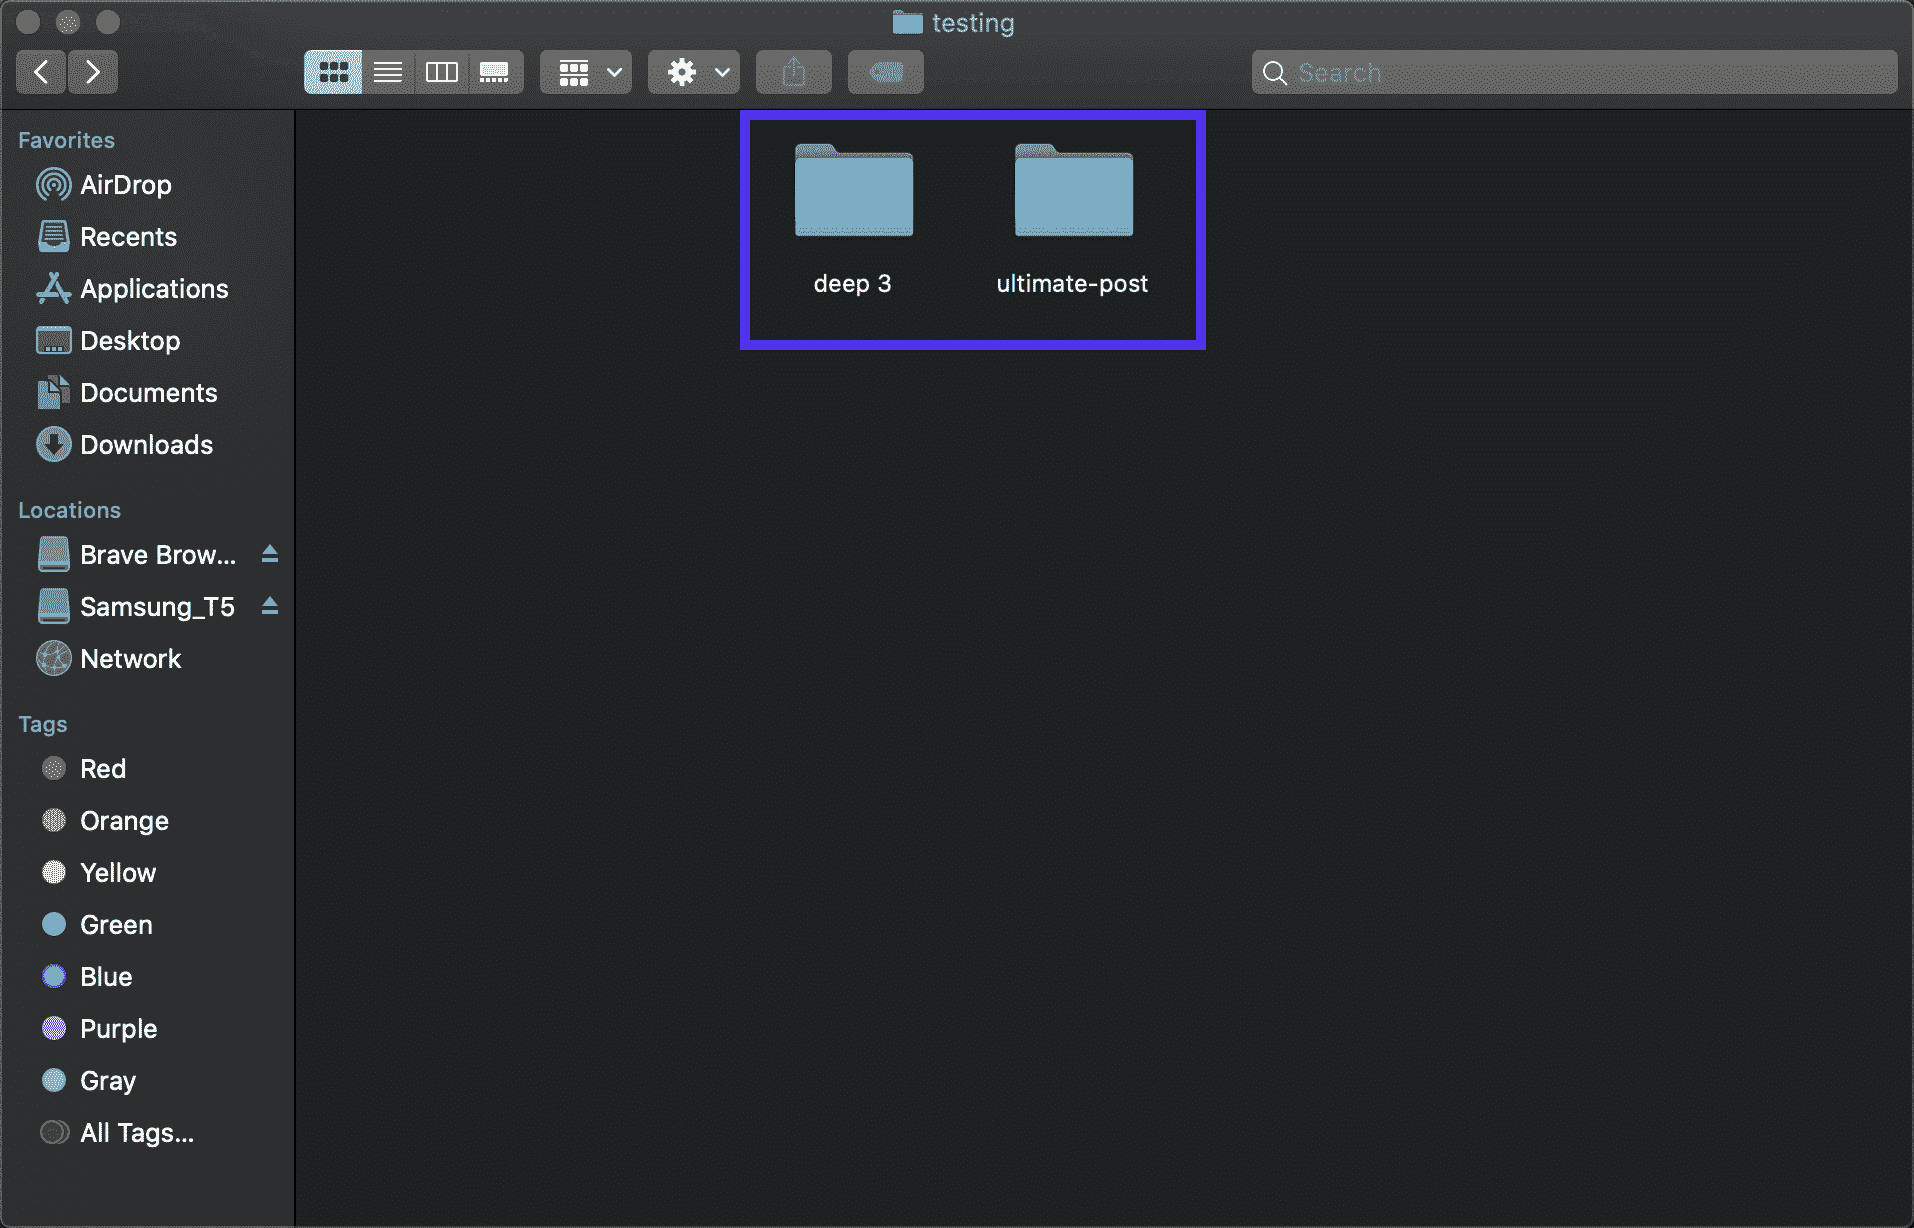 testing
Search
Favorites
AirDrop
Recents
Applications
Desktop
Documents
Downloads
Locations
Brave Brow...
Samsung_T5
Network
Tags
Red
Orange
Yellow
Green
Blue
Purple
Gray
All Tags...
deep 3
ultimate-post